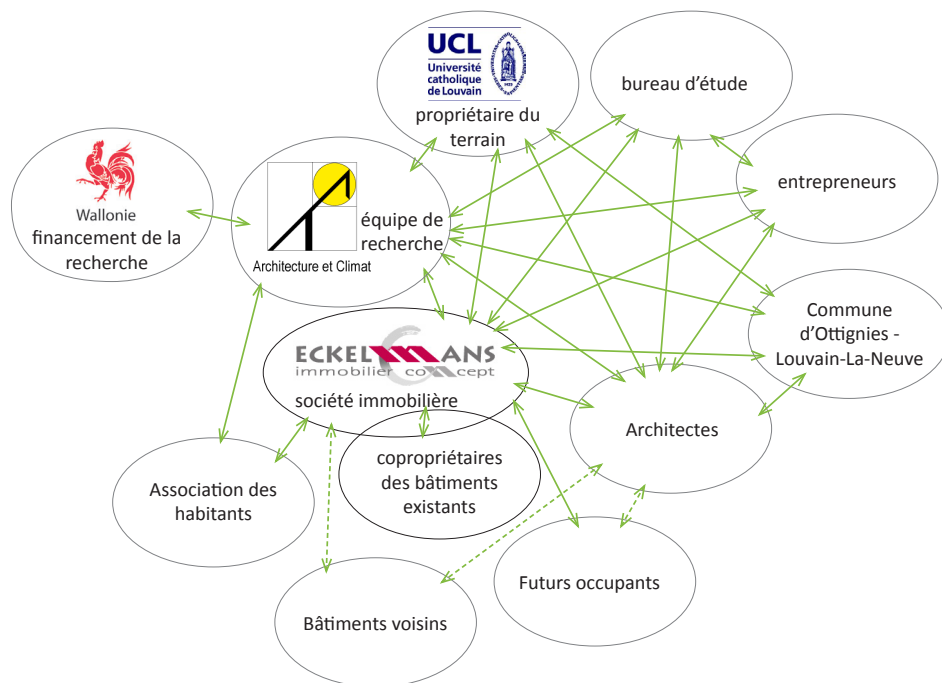 UCL
Université
catholique
de Louvain
propriétaire du
terrain
bureau d’étude
entrepreneurs
Wallonie
financement de la
recherche
équipe de
recherche
Architecture et Climat
Commune
d’Ottignies -
Louvain-La-Neuve
ECKELMANS
immobilier concept
société immobilière
Architectes
copropriétaires
des bâtiments
existants
Association des
habitants
Futurs occupants
Bâtiments voisins